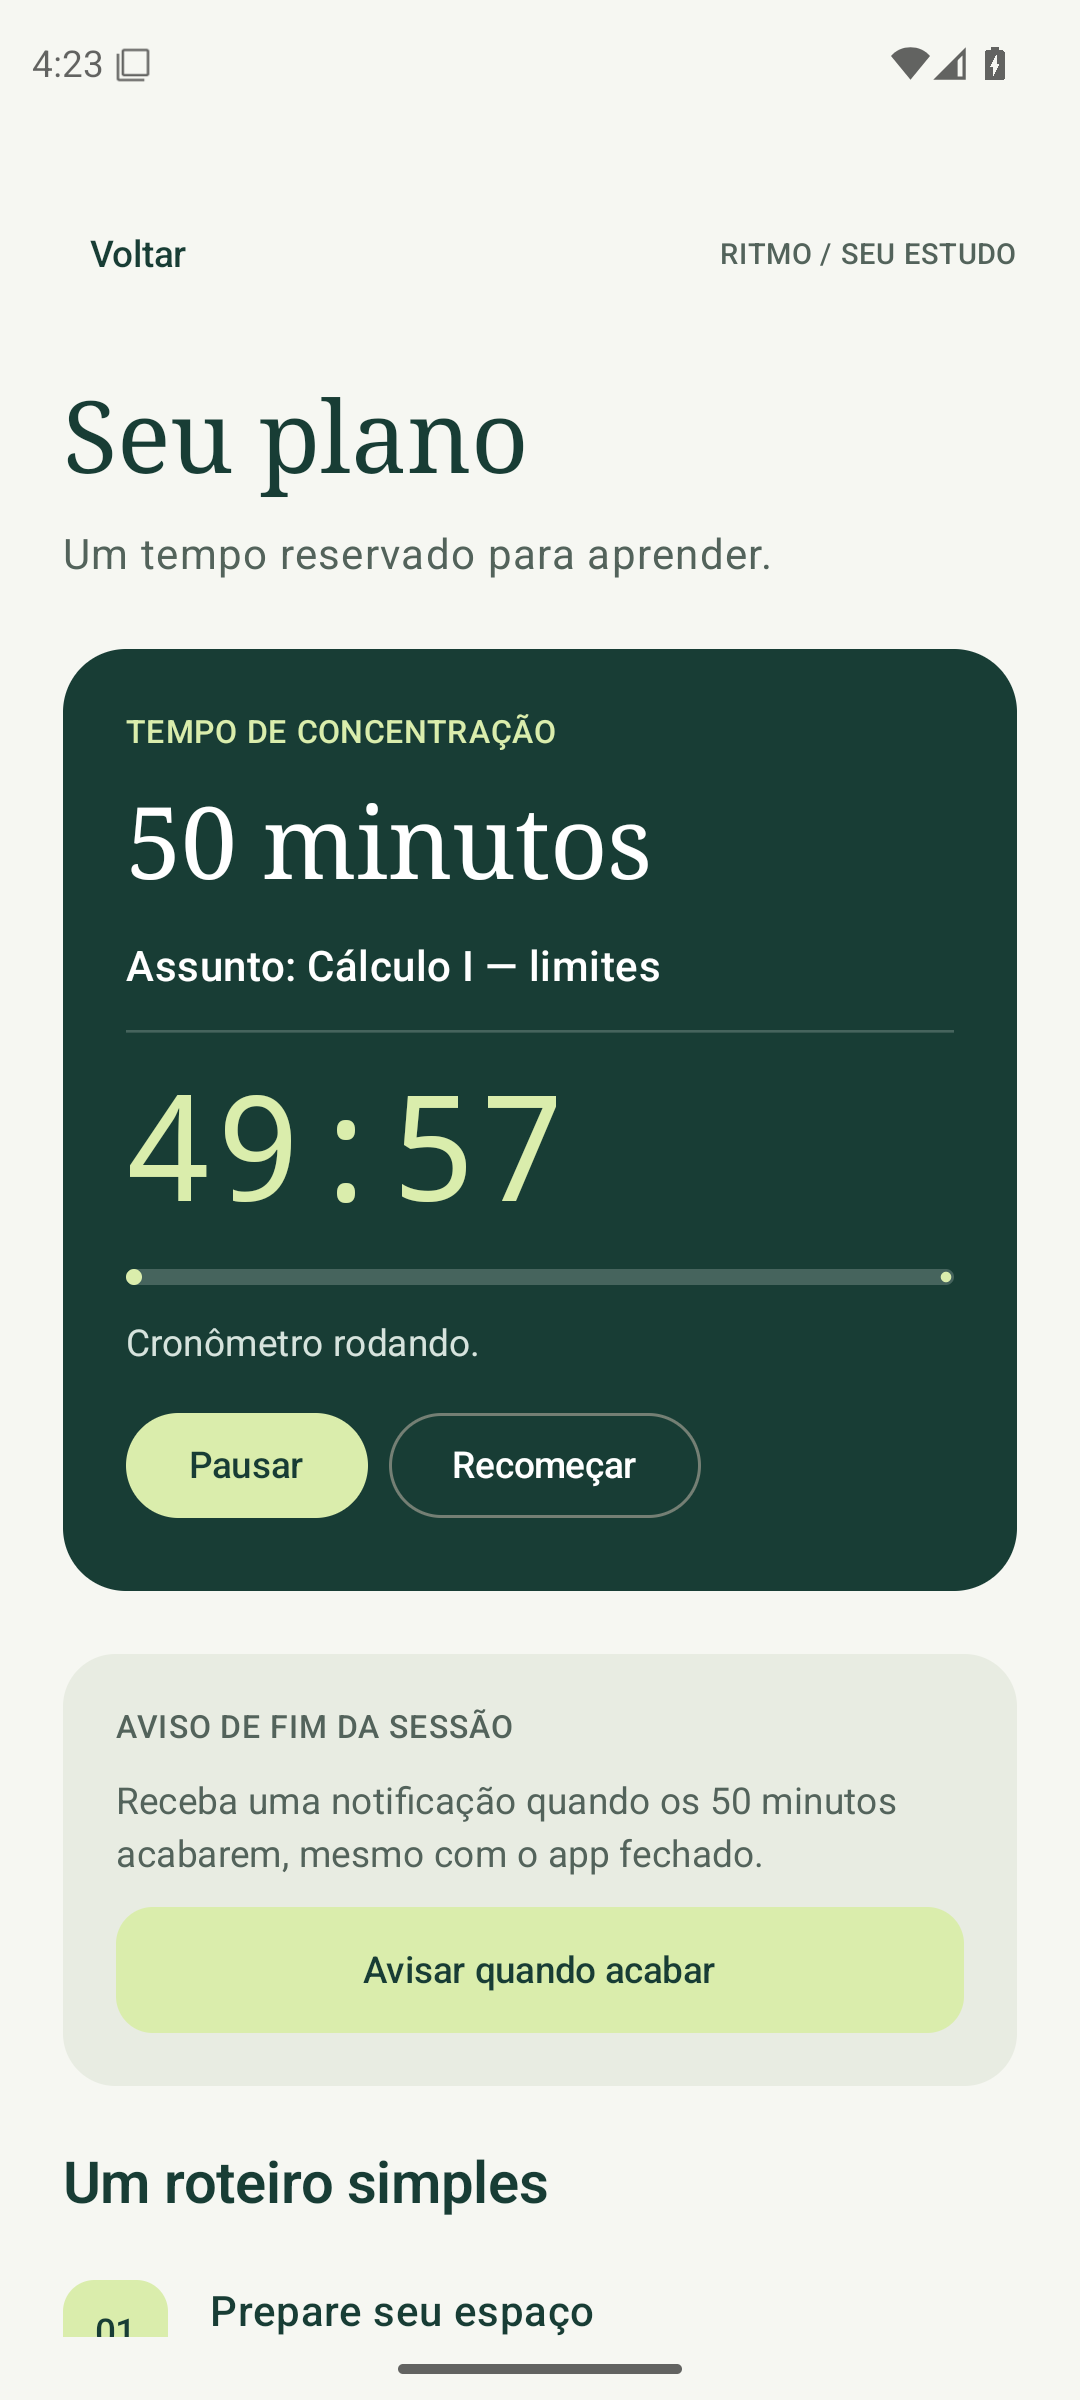 4:23
Voltar
RITMO / SEU ESTUDO
Seu plano
Um tempo reservado para aprender.
TEMPO DE CONCENTRAÇÃO
50 minutos
Assunto: Cálculo I — limites
49:57
Cronômetro rodando.
Pausar
Recomeçar
AVISO DE FIM DA SESSÃO
Receba uma notificação quando os 50 minutos
acabarem, mesmo com o app fechado.
Avisar quando acabar
Um roteiro simples
01
Prepare seu espaço